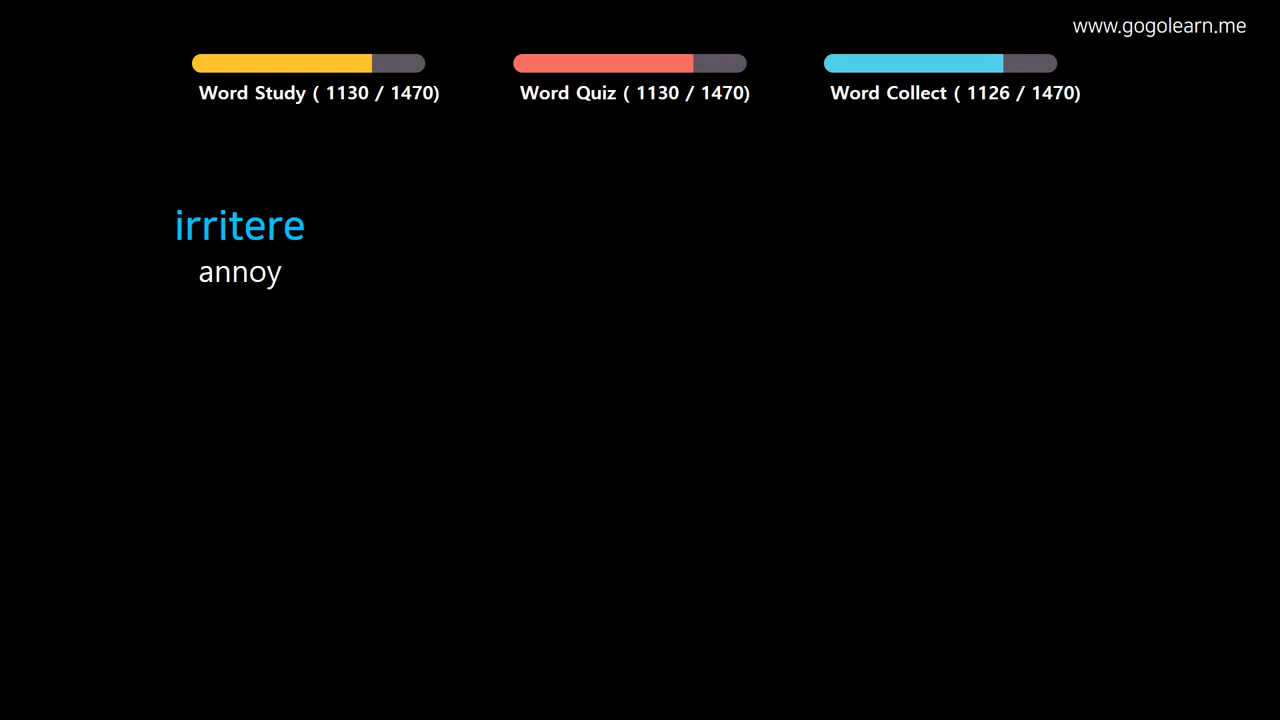 www.gogolearn.me
Word Study ( 1130 / 1470)
Word Quiz ( 1130 / 1470)
Word Collect ( 1126 / 1470)
irritere
annoy